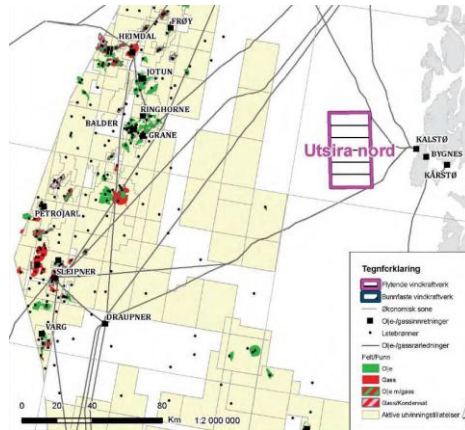 FRØY
HEIMDAL
JOTUN
RINGHORNE
BALDER
GRANE
Utsira-nord
KALSTØ
BYGNES
KÅRSTØ
PETROJARL
SLEIPNER
DRAUPNER
VARG
Tegnforklaring
Flytende vindkraftverk
Bunnfaste vindkraftverk
Økonomisk sone
Olje-/gassinnretninger
Letebrønner
Olje-/gassrørledninger
Felt/Funn
Olje
Gass
Olje m/gass
Gass/Kondensat
Aktive utvinningstillatelser
0 20 40 60 80
Km 1:2 000 000